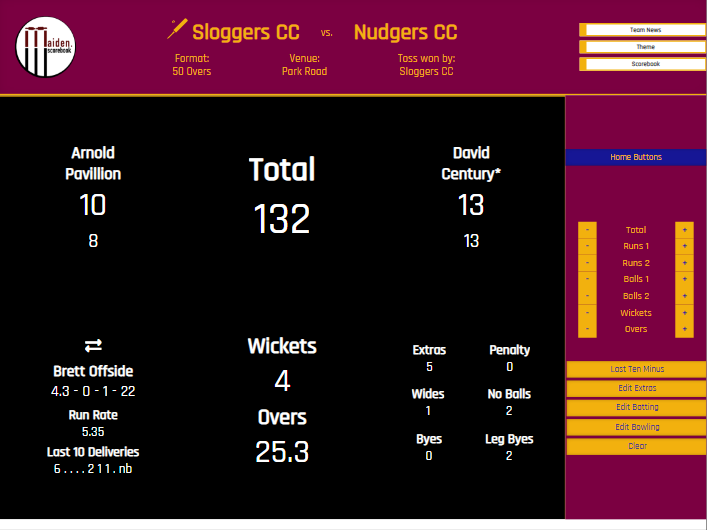 maiden.
scorebook
Sloggers CC vs. Nudgers CC
Format: Venue: Toss won by:
50 Overs Park Road Sloggers CC
Team News
Theme
Scorebook
Arnold
Pavillion
10
8
Total
132
David
Century*
13
13
Brett Offside
4.3 - 0 - 1 - 22
Run Rate
5.35
Last 10 Deliveries
6 . . . . 2 1 1 . nb
Wickets
4
Overs
25.3
Extras Penalty
5 0
Wides No Balls
1 2
Byes Leg Byes
0 2
Home Buttons
- Total +
- Runs 1 +
- Runs 2 +
- Balls 1 +
- Balls 2 +
- Wickets +
- Overs +
Last Ten Minus
Edit Extras
Edit Batting
Edit Bowling
Clear